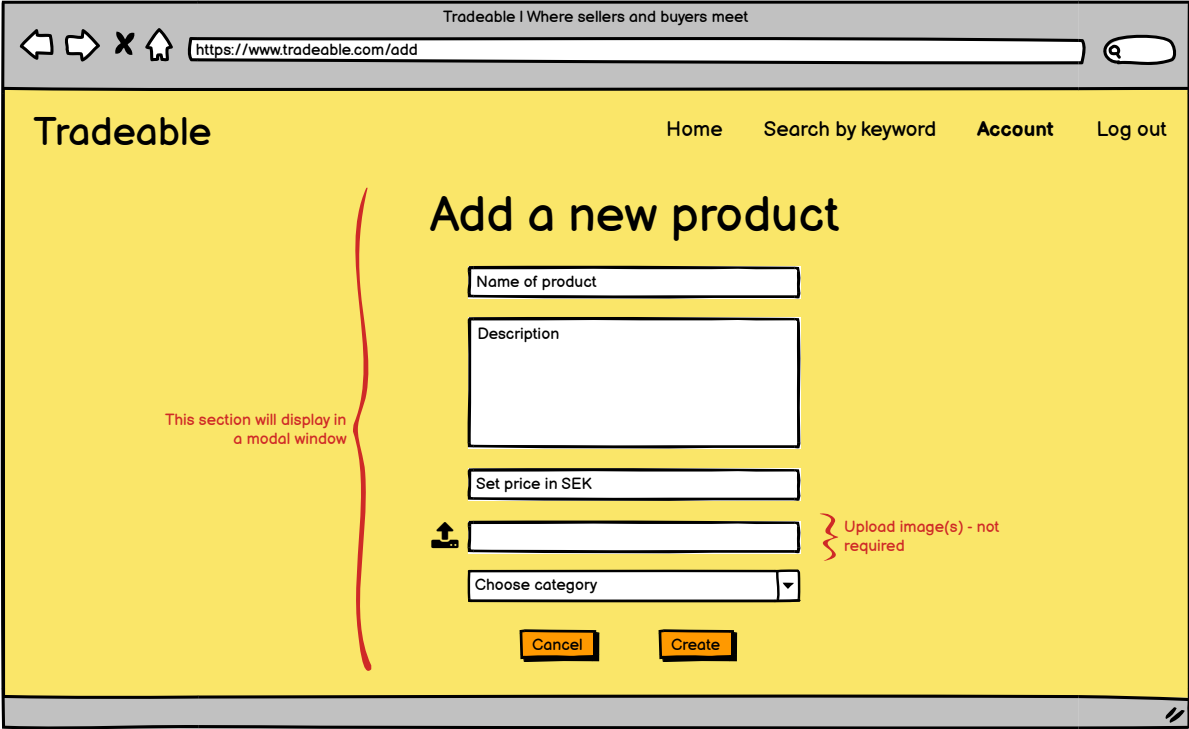 Tradeable | Where sellers and buyers meet
https://www.tradeable.com/add
Tradeable
Home
Search by keyword
Account
Log out
Add a new product
Name of product
Description
This section will display in
a modal window
Set price in SEK
Upload image(s) - not
required
Choose category
Cancel
Create